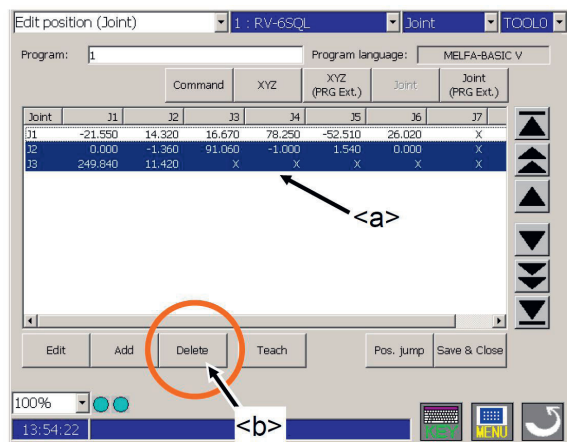 Edit position (Joint) 1 : RV-6SQL Joint TOOL0
Program: 1 Program language: MELFA-BASIC V
Command XYZ XYZ (PRG Ext.) Joint Joint (PRG Ext.)
Joint J1 J2 J3 J4 J5 J6 J7
J1 -21.550 14.320 16.670 78.250 -52.510 26.020 X
J2 0.000 -1.360 91.060 -1.000 1.540 0.000 X
J3 249.840 11.420 X X X X X
<a>
Edit Add Delete Teach Pos. jump Save & Close
100%
13:54:22 <b> KEY MENU